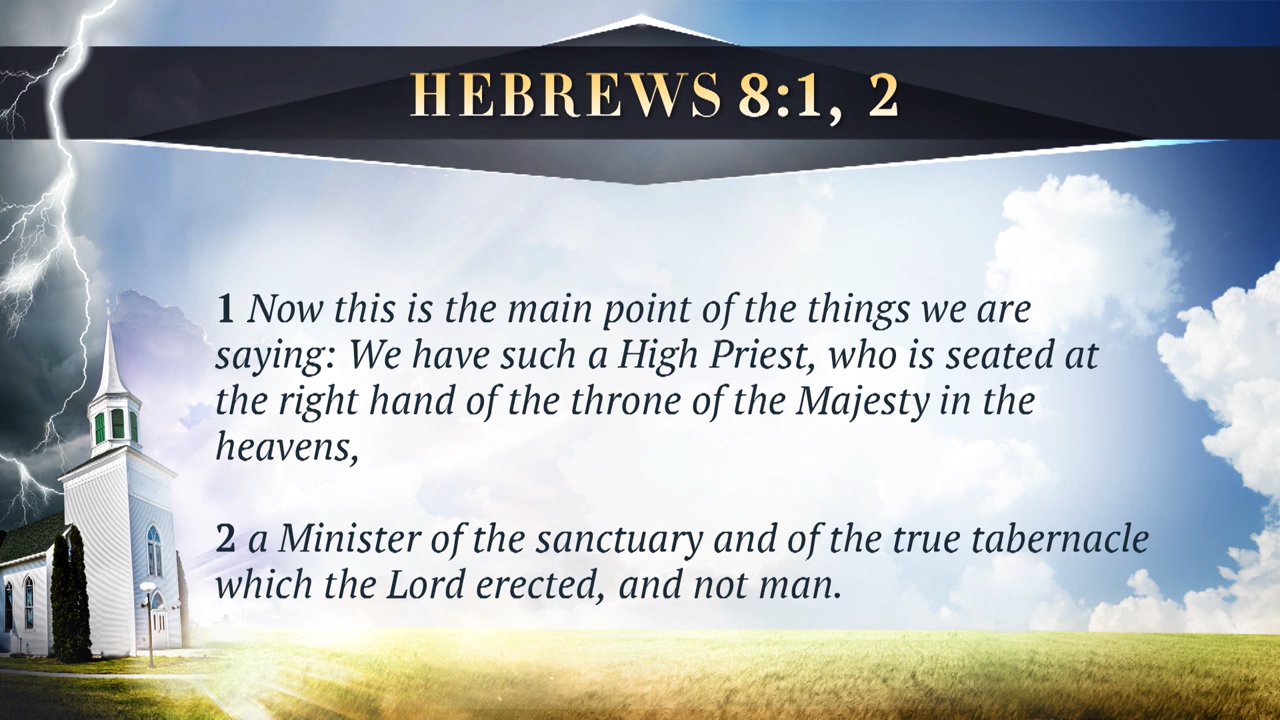 HEBREWS 8:1, 2
1 Now this is the main point of the things we are
saying: We have such a High Priest, who is seated at
the right hand of the throne of the Majesty in the
heavens,
2 a Minister of the sanctuary and of the true tabernacle
which the Lord erected, and not man.